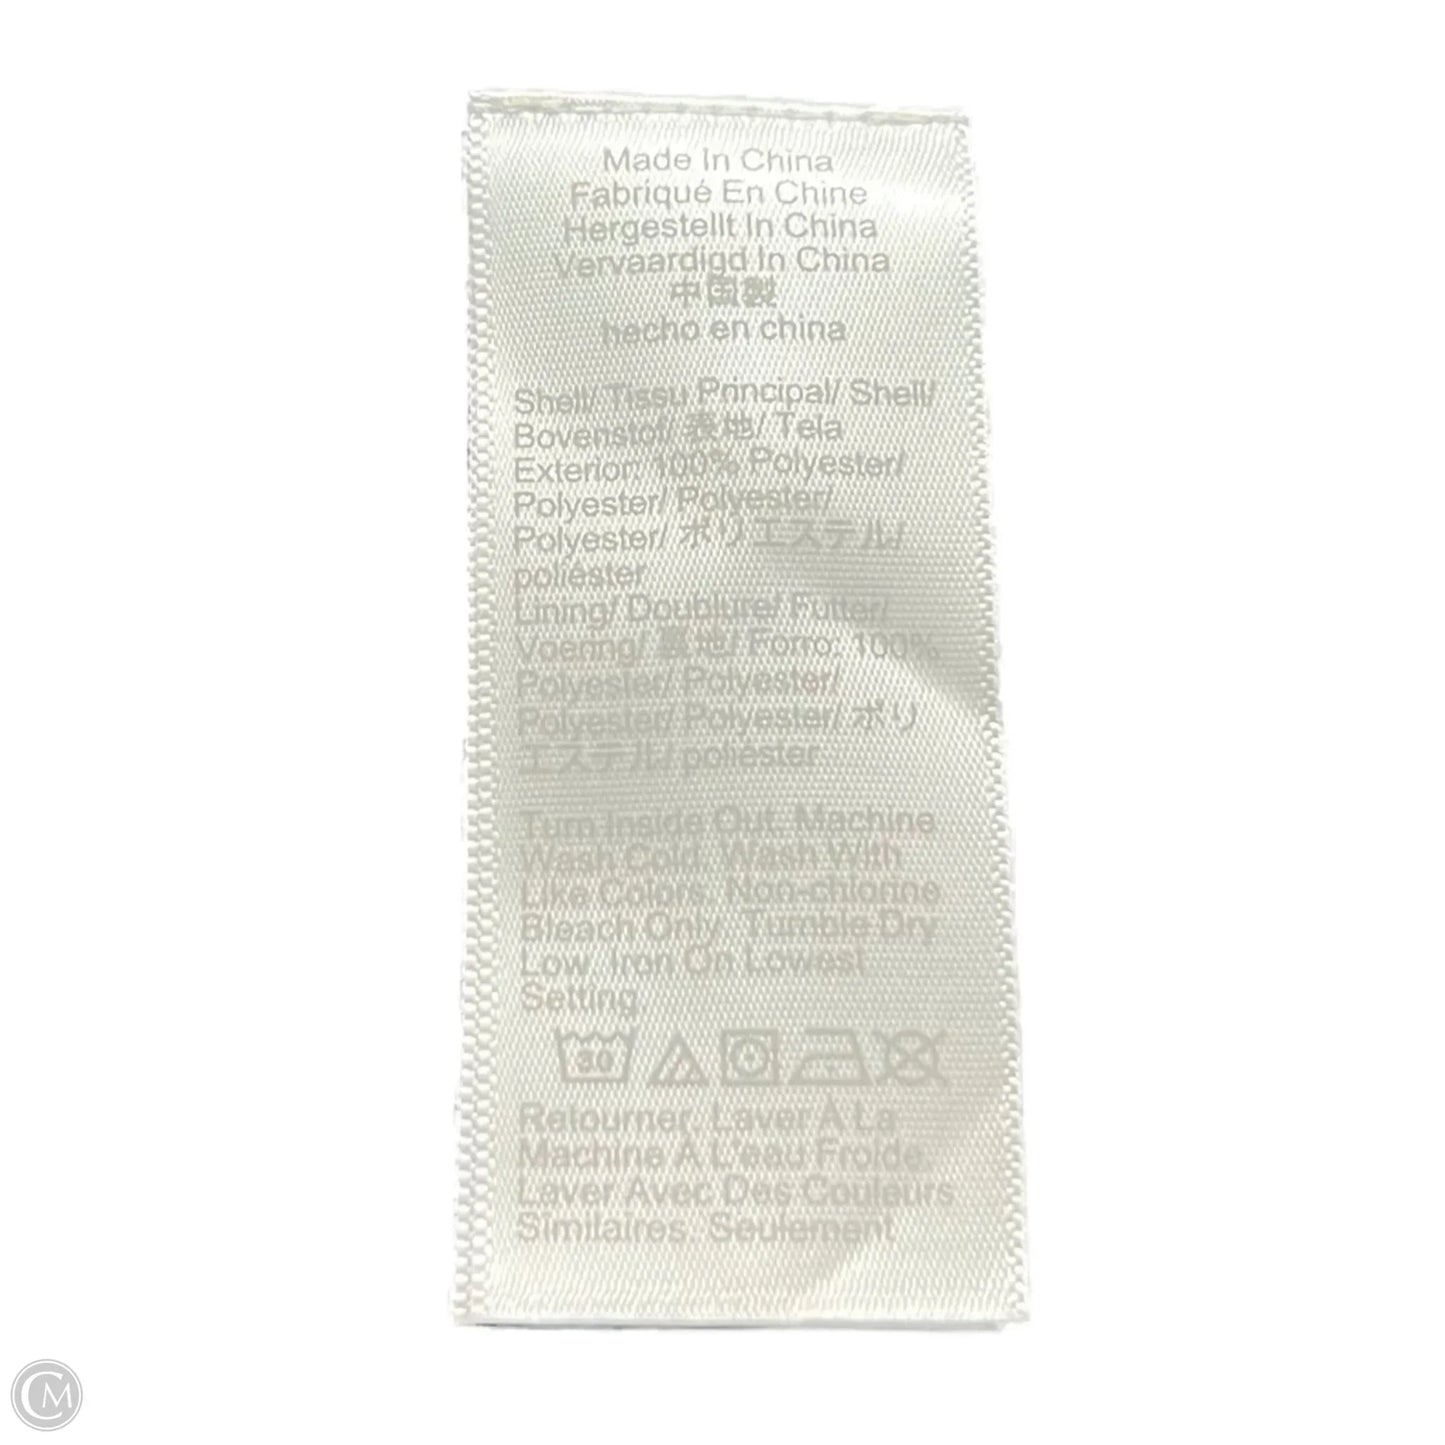 Made In China
Fabriqué En Chine
Hergestellt In China
Vervaardigd In China
中国製
hecho en china
Shell/ Tissu Principal/ Shell/
Bovenstof/ 表地/ Tela
Exterior: 100% Polyester/
Polyester/ Polyester/
Polyester/ ポリエステル/
poliéster
Lining/ Doublure/ Futter/
Voering/ 裏地/ Forro: 100%
Polyester/ Polyester/
Polyester/ Polyester/ ポリ
エステル/ poliéster
Turn Inside Out. Machine
Wash Cold. Wash With
Like Colors. Non-chlorine
Bleach Only. Tumble Dry
Low. Iron On Lowest
Setting.
30
Retourner. Laver À La
Machine À L'eau Froide.
Laver Avec Des Couleurs
Similaires. Seulement
CM